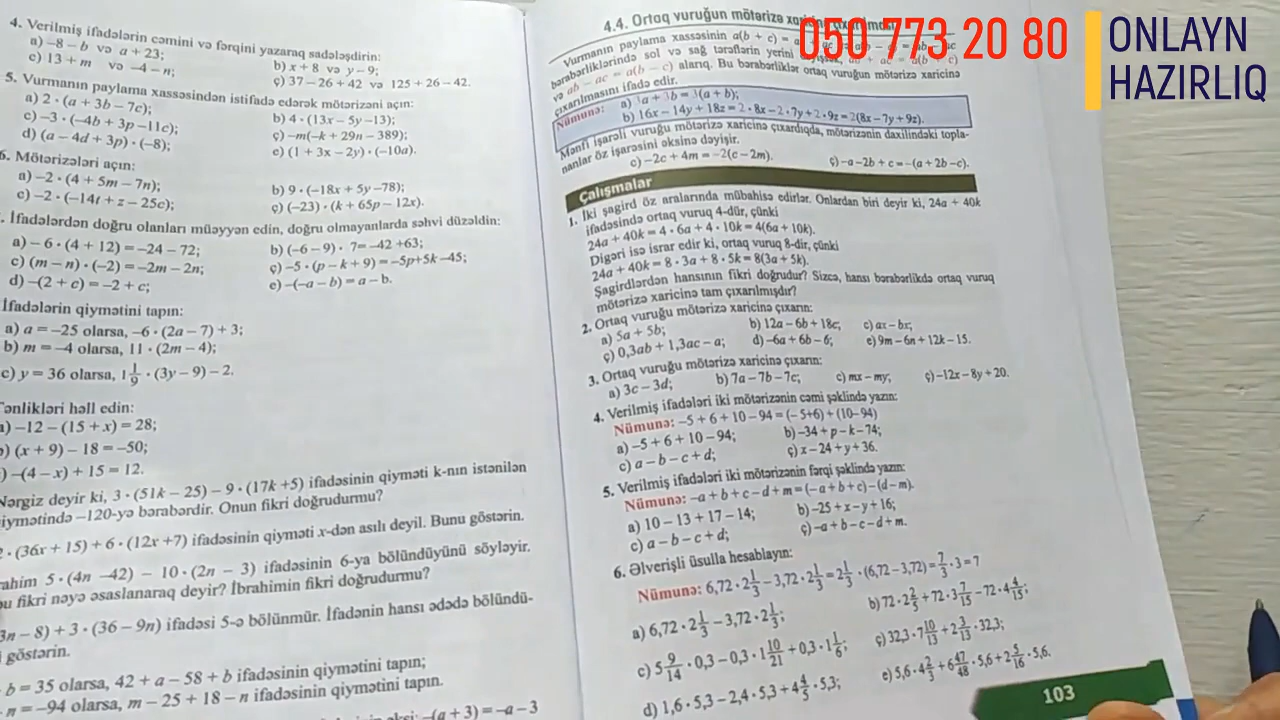 4. Verilmiş ifadələrin cəmini və fərqini yazaraq sadələşdirin:
a) –8 – b və a + 23; b) x + 8 və y – 9;
c) 13 + m və –4 – n; ç) 37 – 26 + 42 və 125 + 26 – 42.
5. Vurmanın paylama xassəsindən istifadə edərək mötərizəni açın:
a) 2 · (a + 3b – 7c); b) 4 · (13x – 5y –13);
c) –3 · (–4b + 3p –11c); ç) –m(–k + 29n – 389);
d) (a – 4d + 3p) · (–8); e) (1 + 3x – 2y) · (–10a).
6. Mötərizələri açın:
a) –2 · (4 + 5m – 7n); b) 9 · (–18x + 5y –78);
c) –2 · (–14t + z – 25c); ç) (–23) · (k + 65p – 12x).
. İfadələrdən doğru olanları müəyyən edin, doğru olmayanlarda səhvi düzəldin:
a) – 6 · (4 + 12) = –24 – 72; b) (–6 – 9) · 7= –42 +63;
c) (m – n) · (–2) = –2m – 2n; ç) –5 · (p – k + 9) = –5p+5k –45;
d) –(2 + c) = –2 + c; e) –(–a – b) = a – b.
İfadələrin qiymətini tapın:
a) a = –25 olarsa, –6 · (2a – 7) + 3;
b) m = –4 olarsa, 11 · (2m – 4);
c) y = 36 olarsa, 1 1/9 · (3y – 9) – 2.
Tənlikləri həll edin:
a) –12 – (15 + x) = 28;
b) (x + 9) – 18 = –50;
c) –(4 – x) + 15 = 12.
Nərgiz deyir ki, 3 · (51k – 25) – 9 · (17k +5) ifadəsinin qiyməti k-nın istənilən
qiymətində –120-yə bərabərdir. Onun fikri doğrudurmu?
2 · (36x + 15) + 6 · (12x +7) ifadəsinin qiyməti x-dən asılı deyil. Bunu göstərin.
rahim 5 · (4n –42) – 10 · (2n – 3) ifadəsinin 6-ya bölündüyünü söyləyir.
bu fikri nəyə əsaslanaraq deyir? İbrahimin fikri doğrudurmu?
3n – 8) + 3 · (36 – 9n) ifadəsi 5-ə bölünmür. İfadənin hansı ədədə bölündü-
göstərin.
b = 35 olarsa, 42 + a – 58 + b ifadəsinin qiymətini tapın;
n = –94 olarsa, m – 25 + 18 – n ifadəsinin qiymətini tapın.
–(a + 3) = –a – 3
4.4. Ortaq vuruğun mötərizə xaricinə çıxarılması
Vurmanın paylama xassəsinin a(b + c) =
bərabərliklərində sol və sağ tərəflərin yerini
və ab – ac = a(b – c) alarıq. Bu bərabərliklər ortaq vuruğun mötərizə xaricinə
çıxarılmasını ifadə edir.
Nümunə: a) 3a + 3b = 3(a + b);
b) 16x – 14y + 18z = 2 · 8x – 2 · 7y + 2 · 9z = 2(8x – 7y + 9z).
Mənfi işarəli vuruğu mötərizə xaricinə çıxardıqda, mötərizənin daxilindəki topla-
nanlar öz işarəsini əksinə dəyişir.
c) –2c + 4m = –2(c – 2m). ç) –a – 2b + c = –(a + 2b –c).
Çalışmalar
1. İki şagird öz aralarında mübahisə edirlər. Onlardan biri deyir ki, 24a + 40k
ifadəsində ortaq vuruq 4-dür, çünki
24a + 40k = 4 · 6a + 4 · 10k = 4(6a + 10k).
Digəri isə israr edir ki, ortaq vuruq 8-dir, çünki
24a + 40k = 8 · 3a + 8 · 5k = 8(3a + 5k).
Şagirdlərdən hansının fikri doğrudur? Sizcə, hansı bərabərlikdə ortaq vuruq
mötərizə xaricinə tam çıxarılmışdır?
2. Ortaq vuruğu mötərizə xaricinə çıxarın:
a) 5a + 5b; b) 12a – 6b + 18c; c) ax – bx;
ç) 0,3ab + 1,3ac – a; d) –6a + 6b – 6; e) 9m – 6n + 12k – 15.
3. Ortaq vuruğu mötərizə xaricinə çıxarın:
a) 3c – 3d; b) 7a – 7b – 7c; c) mx – my; ç) –12x – 8y + 20.
4. Verilmiş ifadələri iki mötərizənin cəmi şəklində yazın:
Nümunə: –5 + 6 + 10 – 94 = (– 5+6) + (10–94)
a) –5 + 6 + 10 – 94; b) –34 + p – k – 74;
c) a – b – c + d; ç) x – 24 + y + 36.
5. Verilmiş ifadələri iki mötərizənin fərqi şəklində yazın:
Nümunə: –a + b + c – d + m = (–a + b + c) – (d – m).
a) 10 – 13 + 17 – 14; b) –25 + x – y + 16;
c) a – b – c + d; ç) –a + b – c – d + m.
6. Əlverişli üsulla hesablayın:
Nümunə: 6,72 · 2 1/3 – 3,72 · 2 1/3 = 2 1/3 · (6,72 – 3,72) = 7/3 · 3 = 7
a) 6,72 · 2 1/3 – 3,72 · 2 1/3; b) 72 · 2 2/5 + 72 · 3 7/15 – 72 · 4 4/15;
c) 5 9/14 · 0,3 – 0,3 · 1 10/21 + 0,3 · 1 1/6; ç) 32,3 · 7 10/13 + 2 3/13 · 32,3;
d) 1,6 · 5,3 – 2,4 · 5,3 + 4 4/5 · 5,3; e) 5,6 · 4 2/3 + 6 47/48 · 5,6 + 2 5/16 · 5,6.
103
050 773 20 80
ONLAYN
HAZIRLIQ